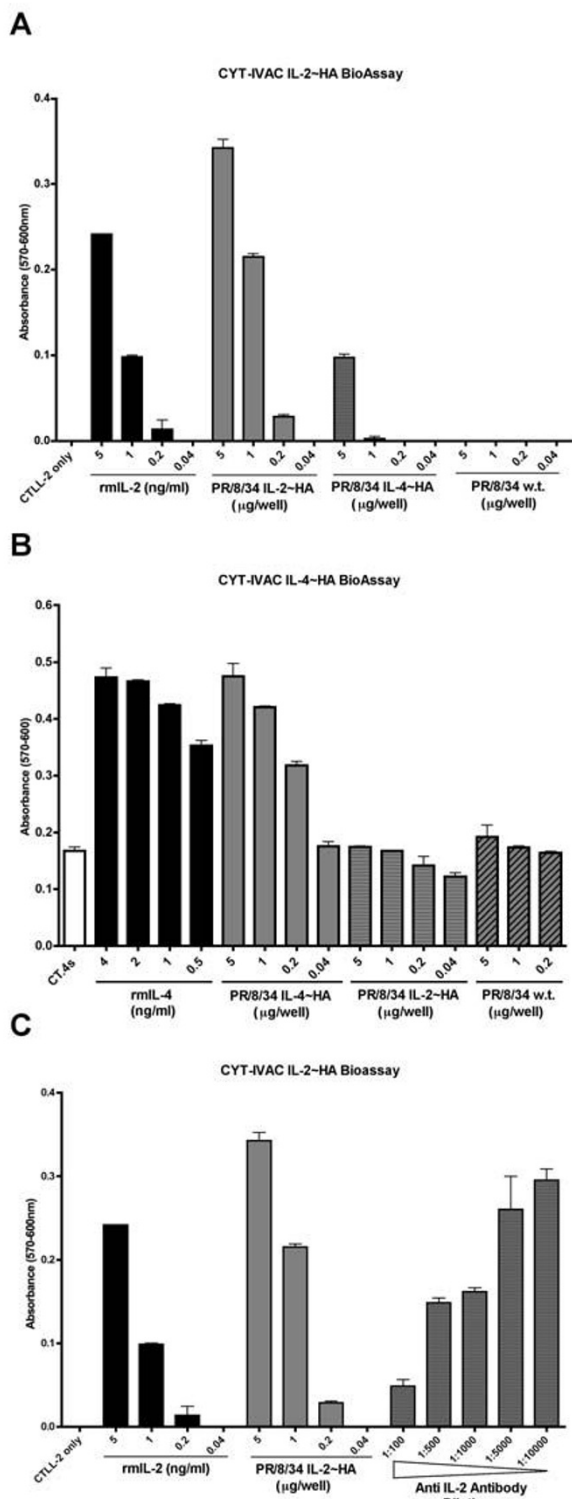 A
CYT-IVAC IL-2~HA BioAssay
Absorbance (570-600nm)
0.4
0.3
0.2
0.1
0.0
CTLL-2 only
5 1 0.2 0.04 5 1 0.2 0.04 5 1 0.2 0.04 5 1 0.2 0.04
rmIL-2 (ng/ml) PR/8/34 IL-2~HA PR/8/34 IL-4~HA PR/8/34 w.t.
(μg/well) (μg/well) (μg/well)
B
CYT-IVAC IL-4~HA BioAssay
Absorbance (570-600)
0.6
0.5
0.4
0.3
0.2
0.1
0.0
CT.4s 4 2 1 0.5 5 1 0.2 0.04 5 1 0.2 0.04 5 1 0.2
rmIL-4 PR/8/34 IL-4~HA PR/8/34 IL-2~HA PR/8/34 w.t.
(ng/ml) (μg/well) (μg/well) (μg/well)
C
CYT-IVAC IL-2~HA Bioassay
Absorbance (570-600nm)
0.4
0.3
0.2
0.1
0.0
CTLL-2 only
5 1 0.2 0.04 5 1 0.2 0.04 1:100 1:500 1:1000 1:5000 1:10000
rmIL-2 (ng/ml) PR/8/34 IL-2~HA Anti IL-2 Antibody
(μg/well)